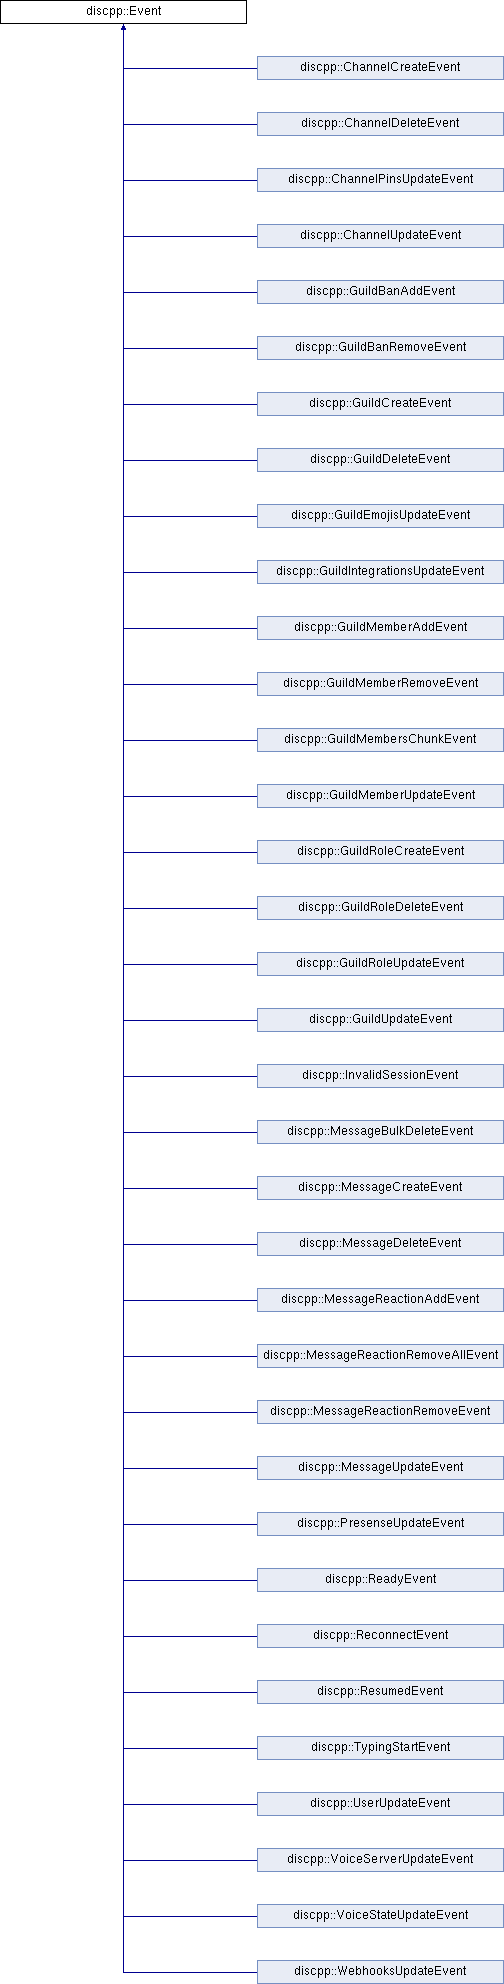 discpp::Event
discpp::ChannelCreateEvent
discpp::ChannelDeleteEvent
discpp::ChannelPinsUpdateEvent
discpp::ChannelUpdateEvent
discpp::GuildBanAddEvent
discpp::GuildBanRemoveEvent
discpp::GuildCreateEvent
discpp::GuildDeleteEvent
discpp::GuildEmojisUpdateEvent
discpp::GuildIntegrationsUpdateEvent
discpp::GuildMemberAddEvent
discpp::GuildMemberRemoveEvent
discpp::GuildMembersChunkEvent
discpp::GuildMemberUpdateEvent
discpp::GuildRoleCreateEvent
discpp::GuildRoleDeleteEvent
discpp::GuildRoleUpdateEvent
discpp::GuildUpdateEvent
discpp::InvalidSessionEvent
discpp::MessageBulkDeleteEvent
discpp::MessageCreateEvent
discpp::MessageDeleteEvent
discpp::MessageReactionAddEvent
discpp::MessageReactionRemoveAllEvent
discpp::MessageReactionRemoveEvent
discpp::MessageUpdateEvent
discpp::PresenseUpdateEvent
discpp::ReadyEvent
discpp::ReconnectEvent
discpp::ResumedEvent
discpp::TypingStartEvent
discpp::UserUpdateEvent
discpp::VoiceServerUpdateEvent
discpp::VoiceStateUpdateEvent
discpp::WebhooksUpdateEvent